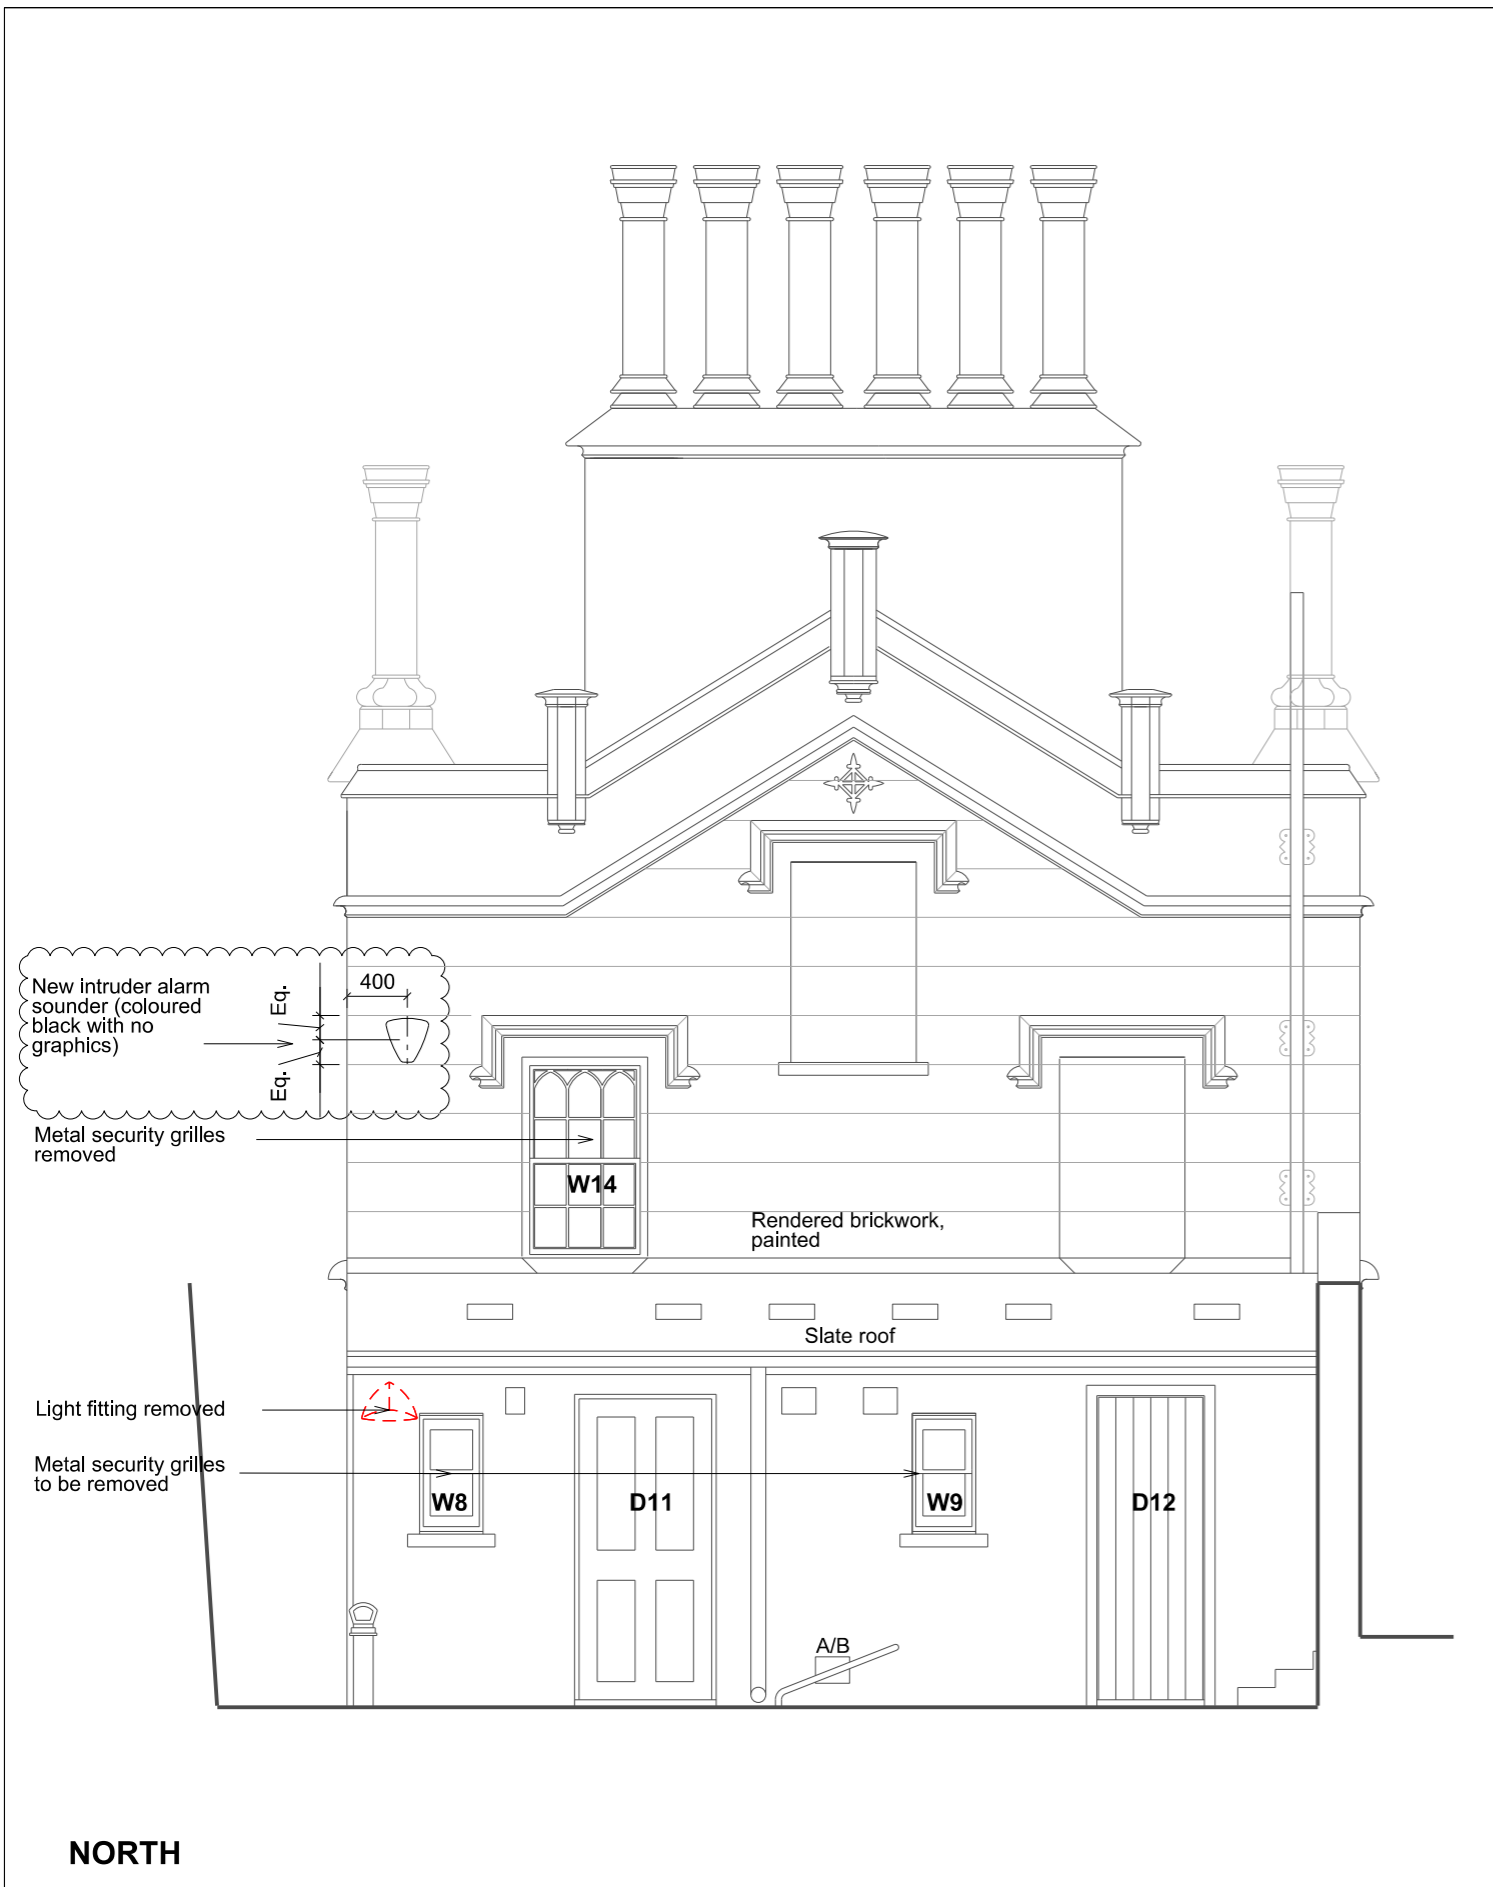 New intruder alarm
sounder (coloured
black with no
graphics)
Eq.
Eq.
400
Metal security grilles
removed
W14
Rendered brickwork,
painted
Slate roof
Light fitting removed
Metal security grilles
to be removed
W8
D11
W9
D12
A/B
NORTH